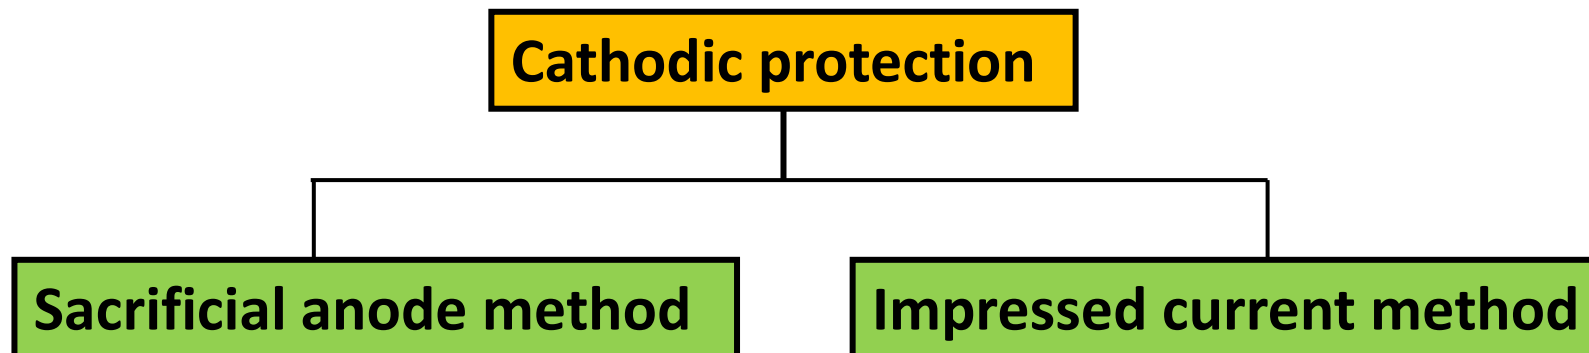 Cathodic protection
Sacrificial anode method
Impressed current method